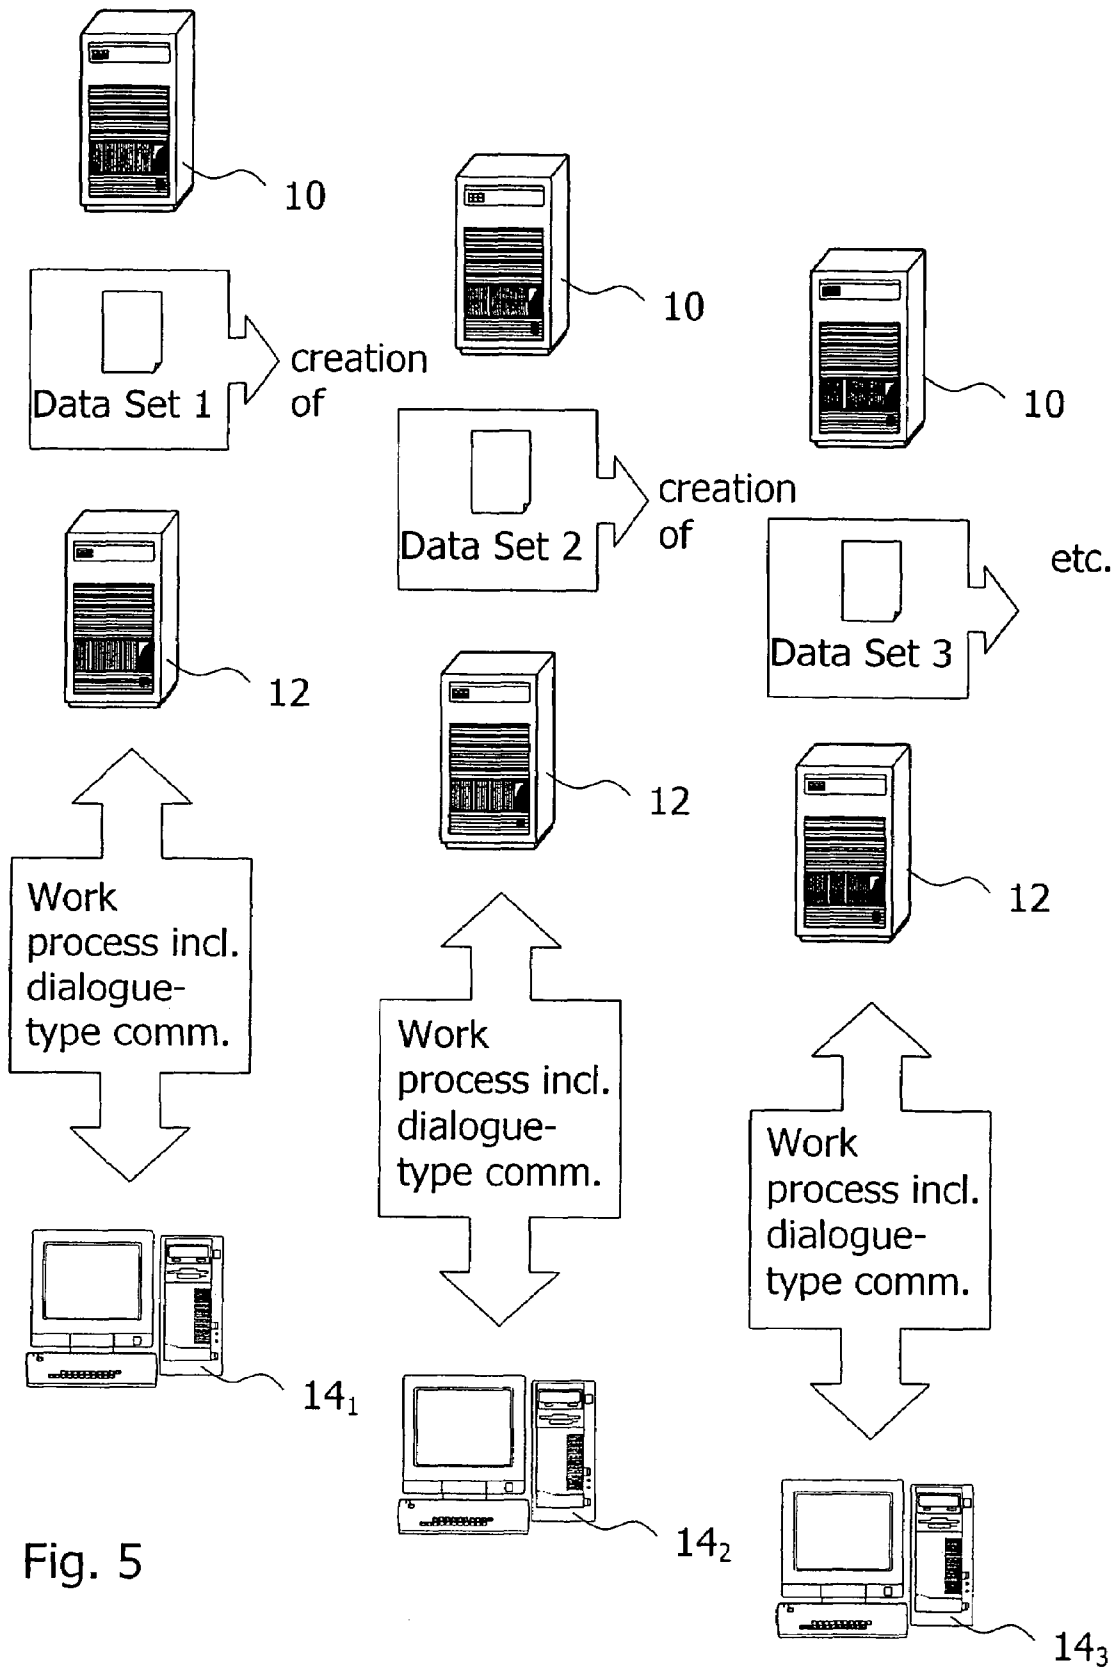 10
Data Set 1
creation
of
12
Work
process incl.
dialogue-
type comm.
14₁
10
Data Set 2
creation
of
12
Work
process incl.
dialogue-
type comm.
14₂
10
Data Set 3
etc.
12
Work
process incl.
dialogue-
type comm.
14₃
Fig. 5